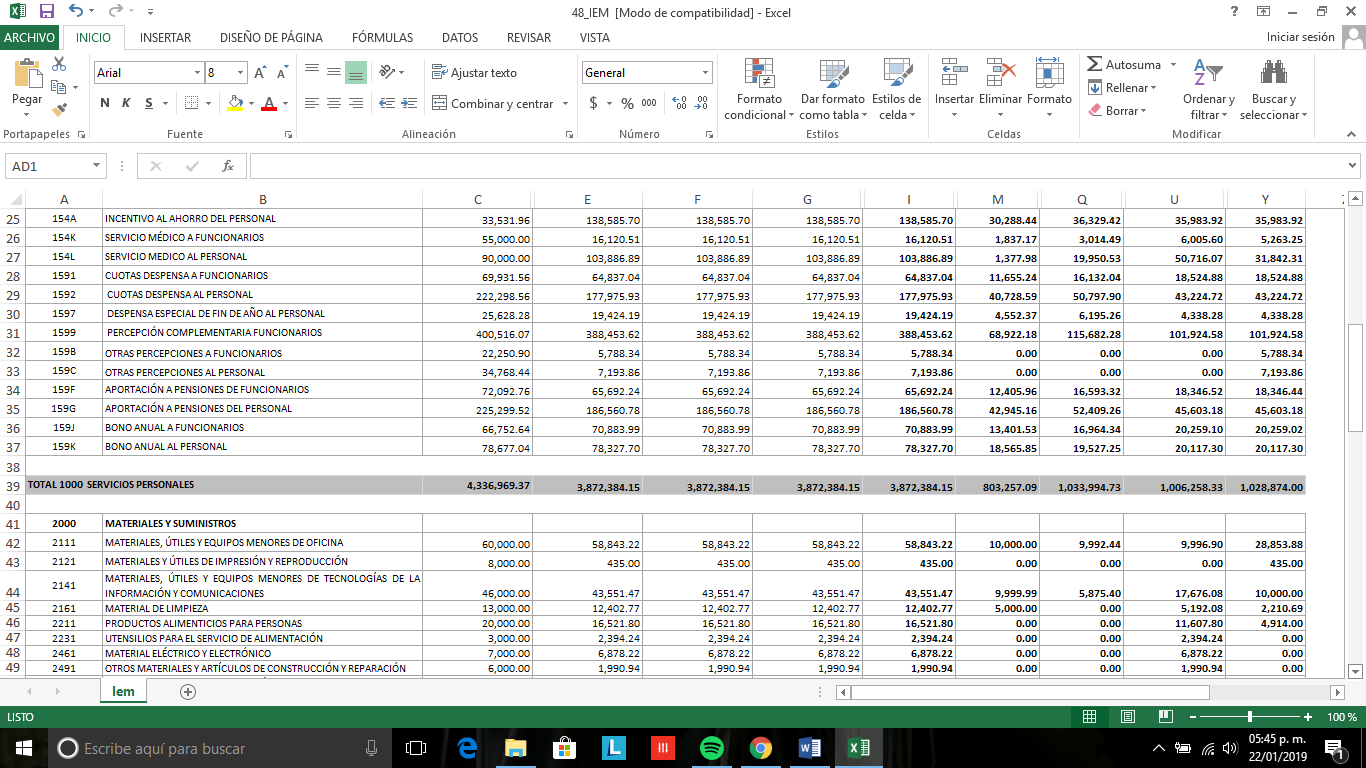 48_IEM [Modo de compatibilidad] - Excel
ARCHIVO INICIO INSERTAR DISEÑO DE PÁGINA FÓRMULAS DATOS REVISAR VISTA Iniciar sesión
Arial 8 Ajustar texto General Autosuma
Pegar Combinar y centrar Formato condicional Dar formato como tabla Estilos de celda Insertar Eliminar Formato Rellenar Borrar Ordenar y filtrar Buscar y seleccionar
N K S $ % 000
Portapapeles Fuente Alineación Número Estilos Celdas Modificar
AD1 fx
A B C E F G I M Q U Y
25 154A INCENTIVO AL AHORRO DEL PERSONAL 33,531.96 138,585.70 138,585.70 138,585.70 138,585.70 30,288.44 36,329.42 35,983.92 35,983.92
26 154K SERVICIO MÉDICO A FUNCIONARIOS 55,000.00 16,120.51 16,120.51 16,120.51 16,120.51 1,837.17 3,014.49 6,005.60 5,263.25
27 154L SERVICIO MEDICO AL PERSONAL 90,000.00 103,886.89 103,886.89 103,886.89 103,886.89 1,377.98 19,950.53 50,716.07 31,842.31
28 1591 CUOTAS DESPENSA A FUNCIONARIOS 69,931.56 64,837.04 64,837.04 64,837.04 64,837.04 11,655.24 16,132.04 18,524.88 18,524.88
29 1592 CUOTAS DESPENSA AL PERSONAL 222,298.56 177,975.93 177,975.93 177,975.93 177,975.93 40,728.59 50,797.90 43,224.72 43,224.72
30 1597 DESPENSA ESPECIAL DE FIN DE AÑO AL PERSONAL 25,628.28 19,424.19 19,424.19 19,424.19 19,424.19 4,552.37 6,195.26 4,338.28 4,338.28
31 1599 PERCEPCIÓN COMPLEMENTARIA FUNCIONARIOS 400,516.07 388,453.62 388,453.62 388,453.62 388,453.62 68,922.18 115,682.28 101,924.58 101,924.58
32 159B OTRAS PERCEPCIONES A FUNCIONARIOS 22,250.90 5,788.34 5,788.34 5,788.34 5,788.34 0.00 0.00 0.00 5,788.34
33 159C OTRAS PERCEPCIONES AL PERSONAL 34,768.44 7,193.86 7,193.86 7,193.86 7,193.86 0.00 0.00 0.00 7,193.86
34 159F APORTACIÓN A PENSIONES DE FUNCIONARIOS 72,092.76 65,692.24 65,692.24 65,692.24 65,692.24 12,405.96 16,593.32 18,346.52 18,346.44
35 159G APORTACIÓN A PENSIONES DEL PERSONAL 225,299.52 186,560.78 186,560.78 186,560.78 186,560.78 42,945.16 52,409.26 45,603.18 45,603.18
36 159J BONO ANUAL A FUNCIONARIOS 66,752.64 70,883.99 70,883.99 70,883.99 70,883.99 13,401.53 16,964.34 20,259.10 20,259.02
37 159K BONO ANUAL AL PERSONAL 78,677.04 78,327.70 78,327.70 78,327.70 78,327.70 18,565.85 19,527.25 20,117.30 20,117.30
38
39 TOTAL 1000 SERVICIOS PERSONALES 4,336,969.37 3,872,384.15 3,872,384.15 3,872,384.15 3,872,384.15 803,257.09 1,033,994.73 1,006,258.33 1,028,874.00
40
41 2000 MATERIALES Y SUMINISTROS
42 2111 MATERIALES, ÚTILES Y EQUIPOS MENORES DE OFICINA 60,000.00 58,843.22 58,843.22 58,843.22 58,843.22 10,000.00 9,992.44 9,996.90 28,853.88
43 2121 MATERIALES Y ÚTILES DE IMPRESIÓN Y REPRODUCCIÓN 8,000.00 435.00 435.00 435.00 435.00 0.00 0.00 0.00 435.00
MATERIALES, ÚTILES Y EQUIPOS MENORES DE TECNOLOGÍAS DE LA
44 2141 INFORMACIÓN Y COMUNICACIONES 46,000.00 43,551.47 43,551.47 43,551.47 43,551.47 9,999.99 5,875.40 17,676.08 10,000.00
45 2161 MATERIAL DE LIMPIEZA 13,000.00 12,402.77 12,402.77 12,402.77 12,402.77 5,000.00 0.00 5,192.08 2,210.69
46 2211 PRODUCTOS ALIMENTICIOS PARA PERSONAS 20,000.00 16,521.80 16,521.80 16,521.80 16,521.80 0.00 0.00 11,607.80 4,914.00
47 2231 UTENSILIOS PARA EL SERVICIO DE ALIMENTACIÓN 3,000.00 2,394.24 2,394.24 2,394.24 2,394.24 0.00 0.00 2,394.24 0.00
48 2461 MATERIAL ELÉCTRICO Y ELECTRÓNICO 7,000.00 6,878.22 6,878.22 6,878.22 6,878.22 0.00 0.00 6,878.22 0.00
49 2491 OTROS MATERIALES Y ARTÍCULOS DE CONSTRUCCIÓN Y REPARACIÓN 6,000.00 1,990.94 1,990.94 1,990.94 1,990.94 0.00 0.00 1,990.94 0.00
Iem
LISTO 100 %
Escribe aquí para buscar
05:45 p. m.
22/01/2019
1